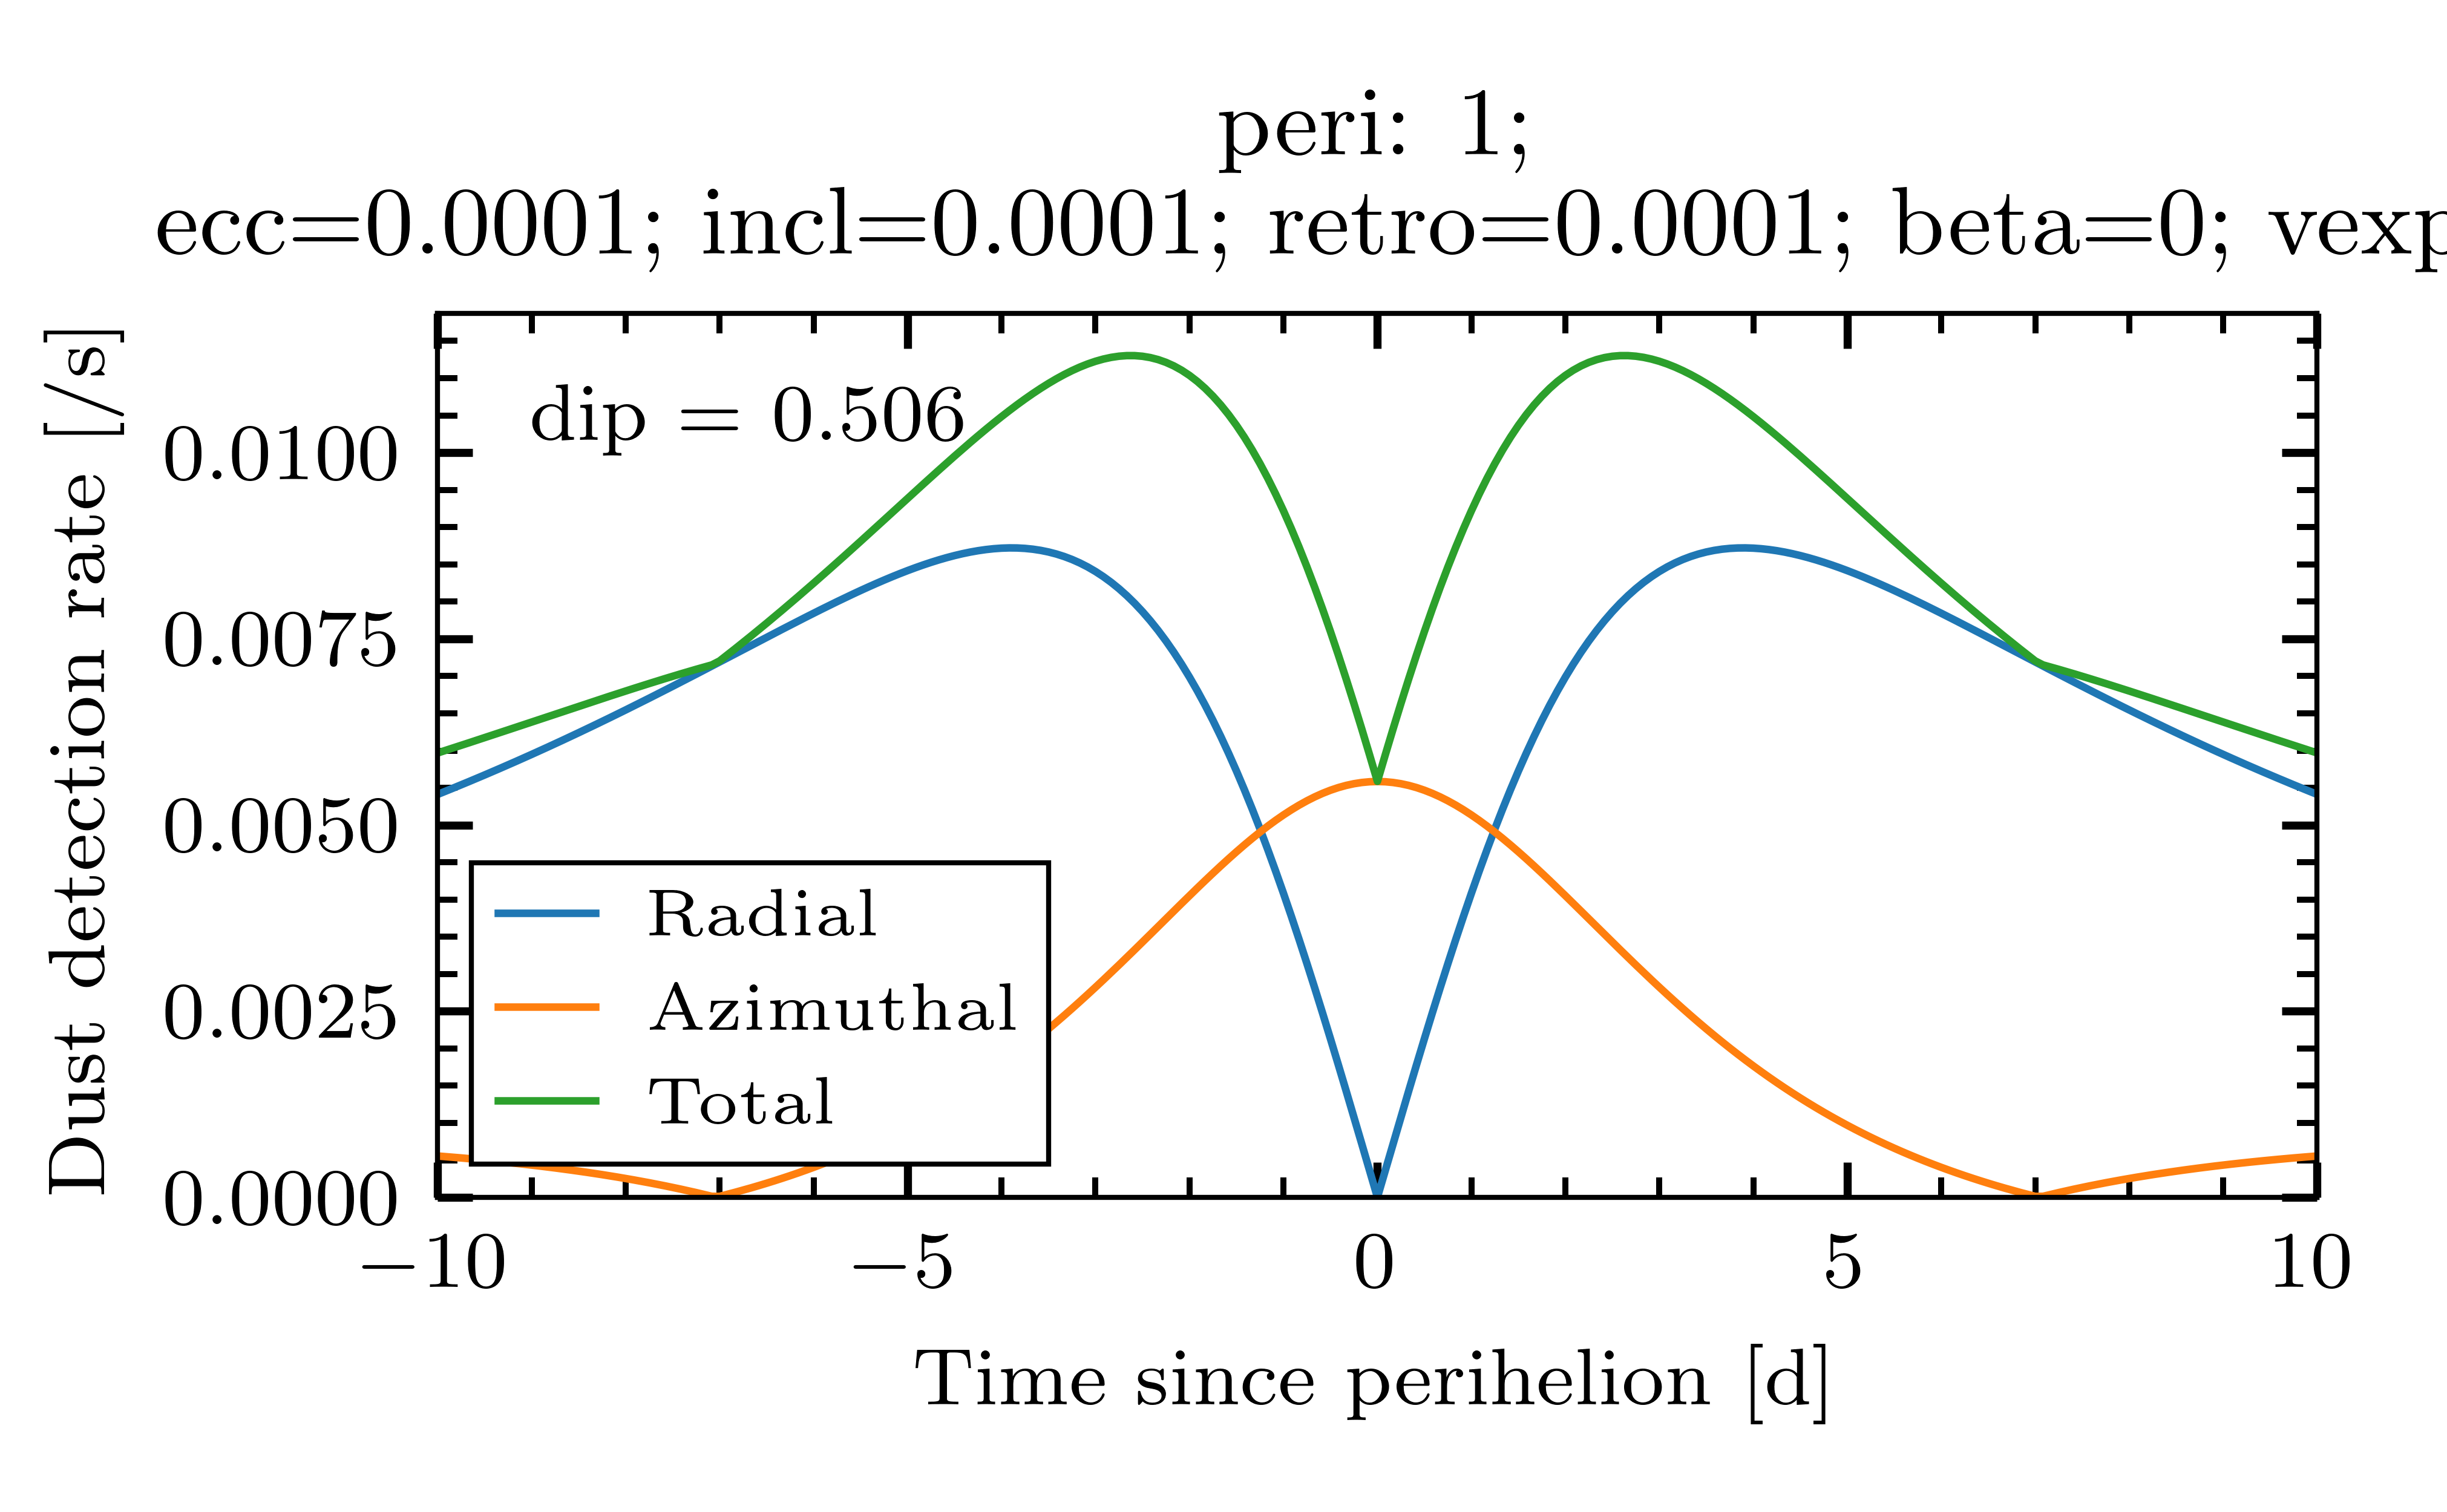 peri: 1;
ecc=0.0001; incl=0.0001; retro=0.0001; beta=0; vexp
dip = 0.506
Dust detection rate [/s]
0.0100
0.0075
0.0050
0.0025
0.0000
Radial
Azimuthal
Total
−10 −5 0 5 10
Time since perihelion [d]